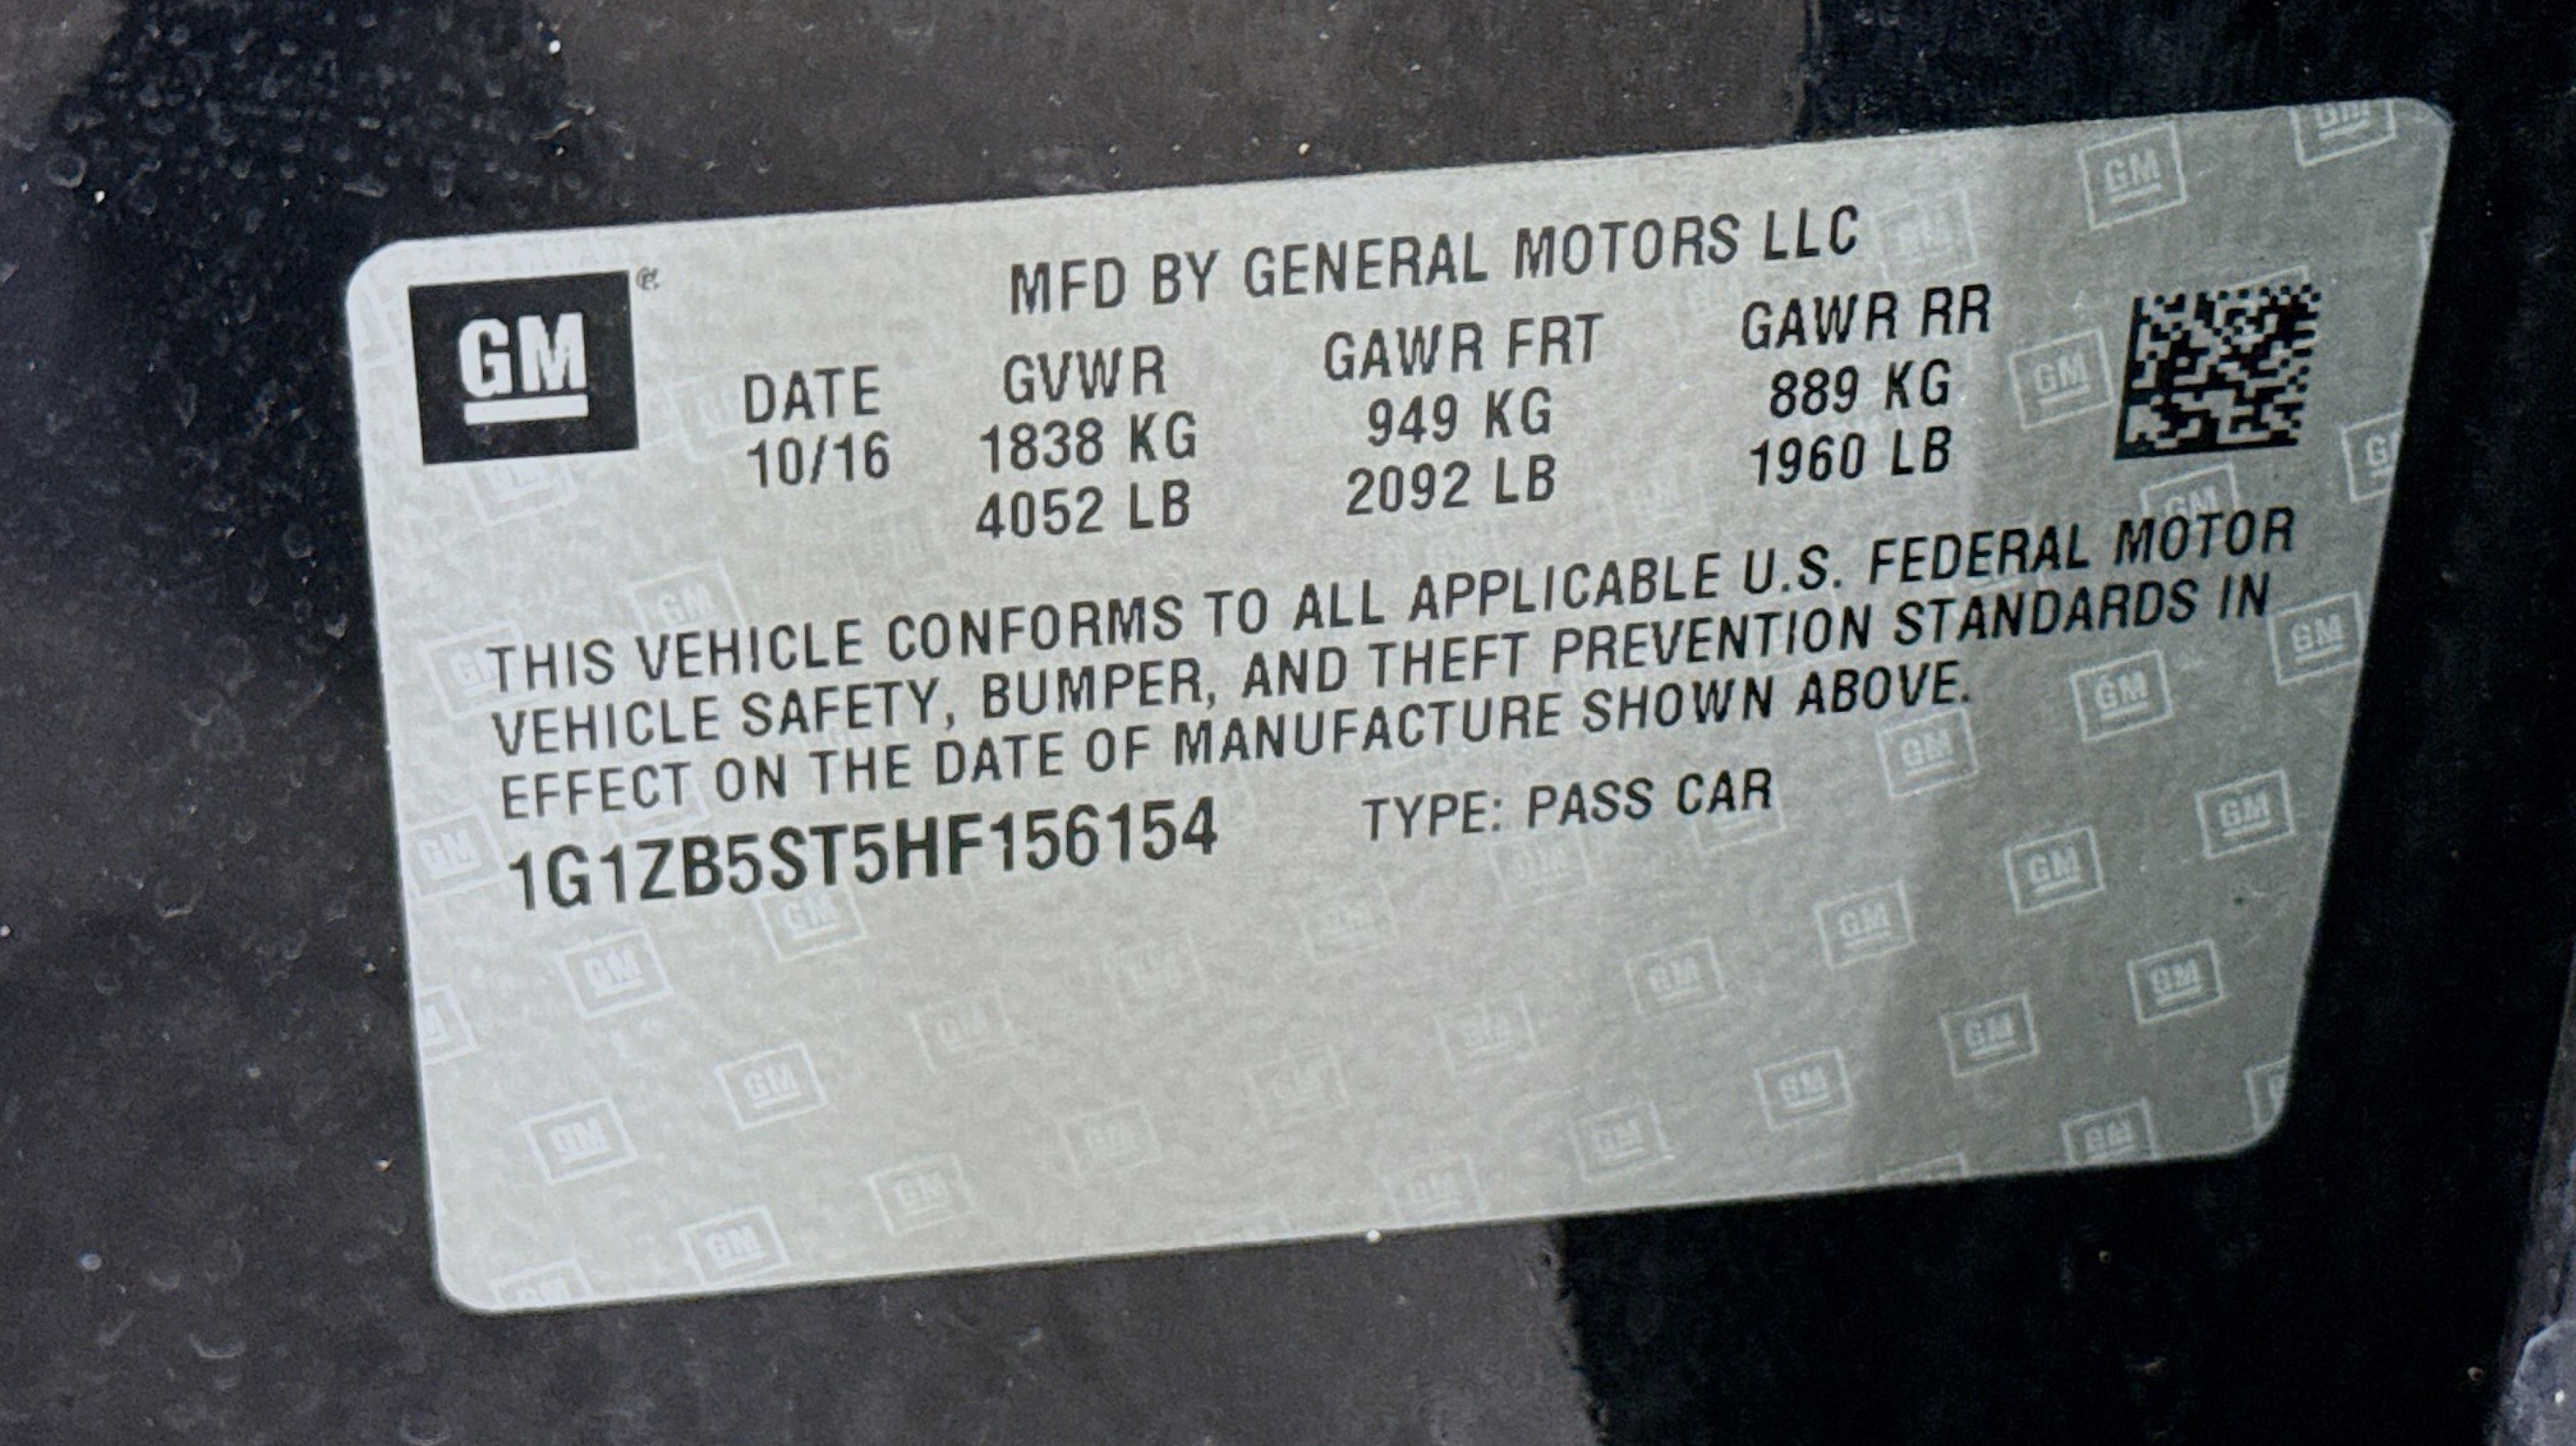 GM
MFD BY GENERAL MOTORS LLC
DATE GVWR GAWR FRT GAWR RR
10/16 1838 KG 949 KG 889 KG
4052 LB 2092 LB 1960 LB
THIS VEHICLE CONFORMS TO ALL APPLICABLE U.S. FEDERAL MOTOR
VEHICLE SAFETY, BUMPER, AND THEFT PREVENTION STANDARDS IN
EFFECT ON THE DATE OF MANUFACTURE SHOWN ABOVE.
1G1ZB5ST5HF156154 TYPE: PASS CAR